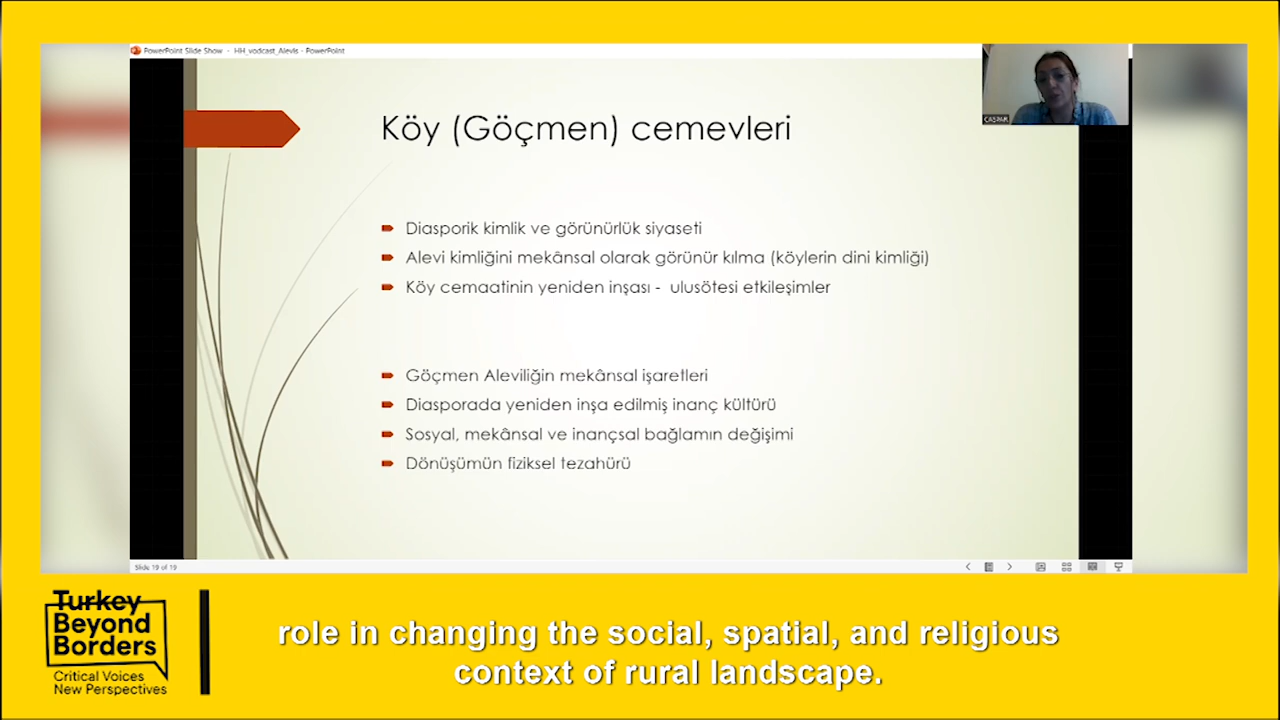 PowerPoint Slide Show - HH_vodcast_Alevis - PowerPoint
CASPAR
Köy (Göçmen) cemevleri
Diasporik kimlik ve görünürlük siyaseti
Alevi kimliğini mekânsal olarak görünür kılma (köylerin dini kimliği)
Köy cemaatinin yeniden inşası - ulusötesi etkileşimler
Göçmen Aleviliğin mekânsal işaretleri
Diasporada yeniden inşa edilmiş inanç kültürü
Sosyal, mekânsal ve inançsal bağlamın değişimi
Dönüşümün fiziksel tezahürü
Slide 19 of 19
Turkey
Beyond
Borders
Critical Voices
New Perspectives
role in changing the social, spatial, and religious
context of rural landscape.